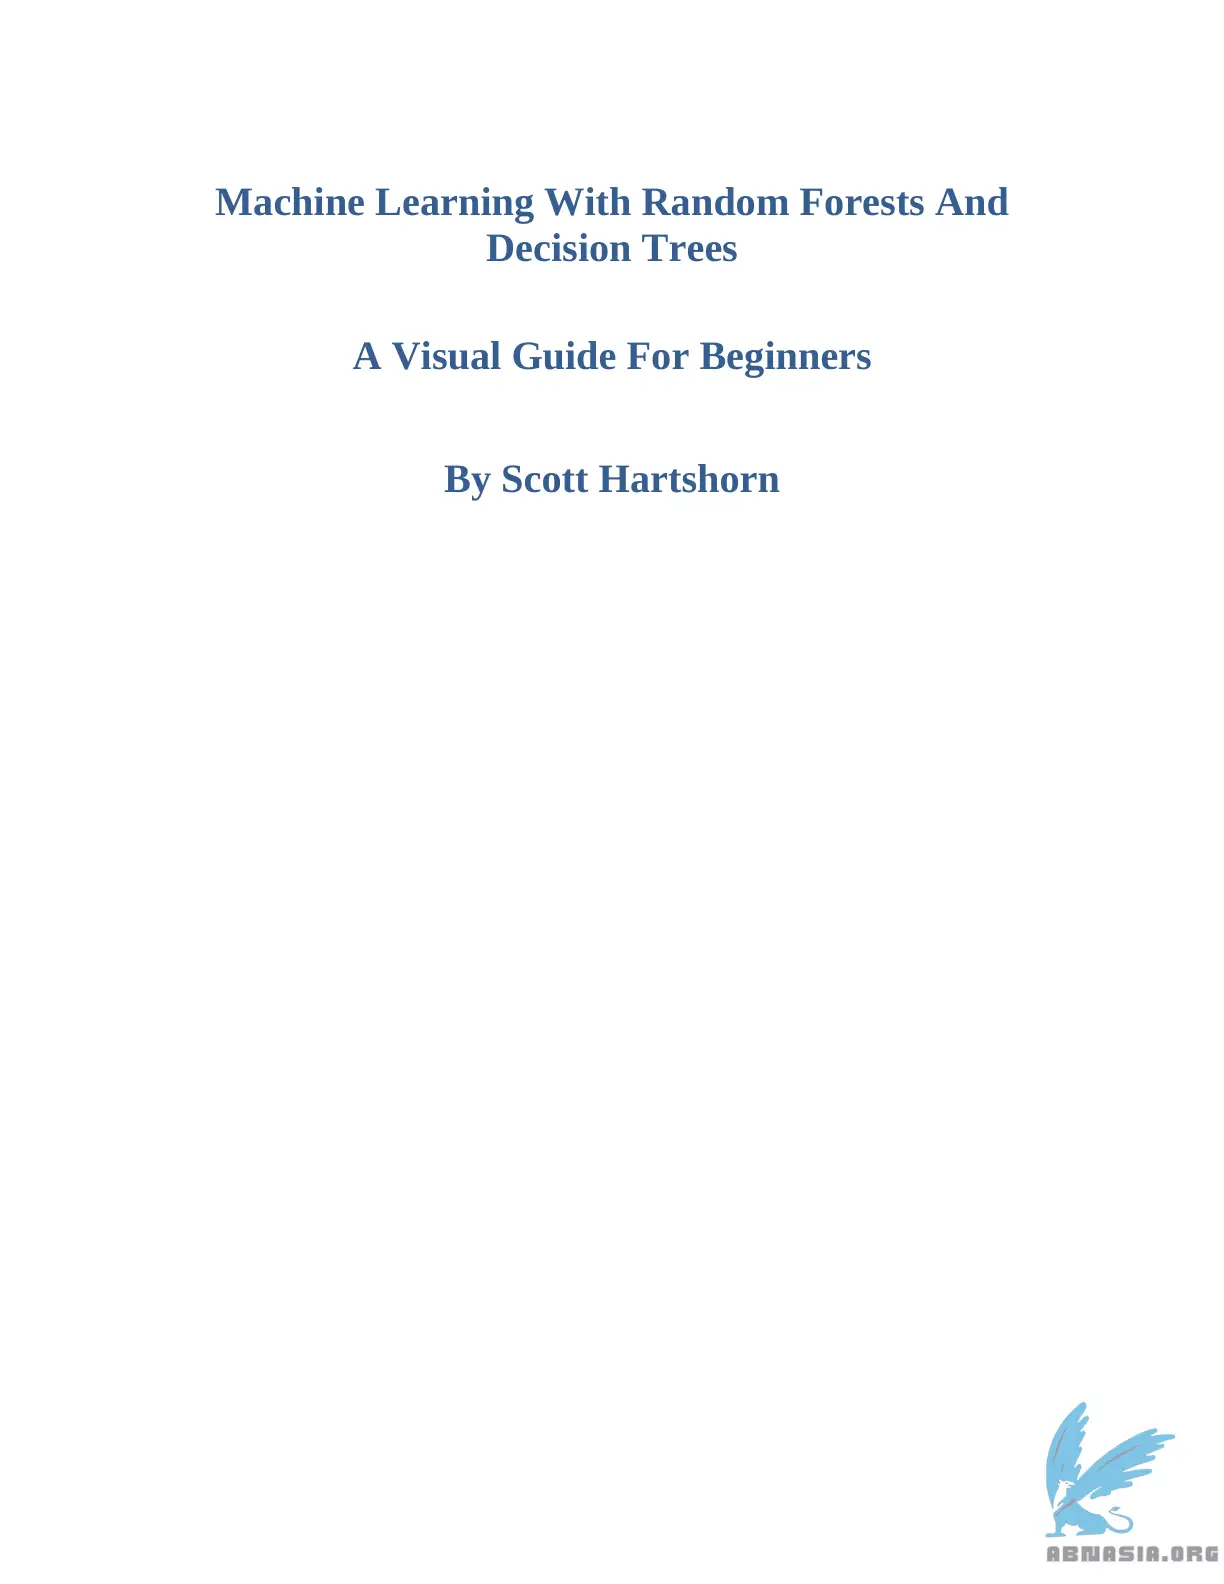 Machine Learning With Random Forests And
Decision Trees
A Visual Guide For Beginners
By Scott Hartshorn
ABNASIA.ORG